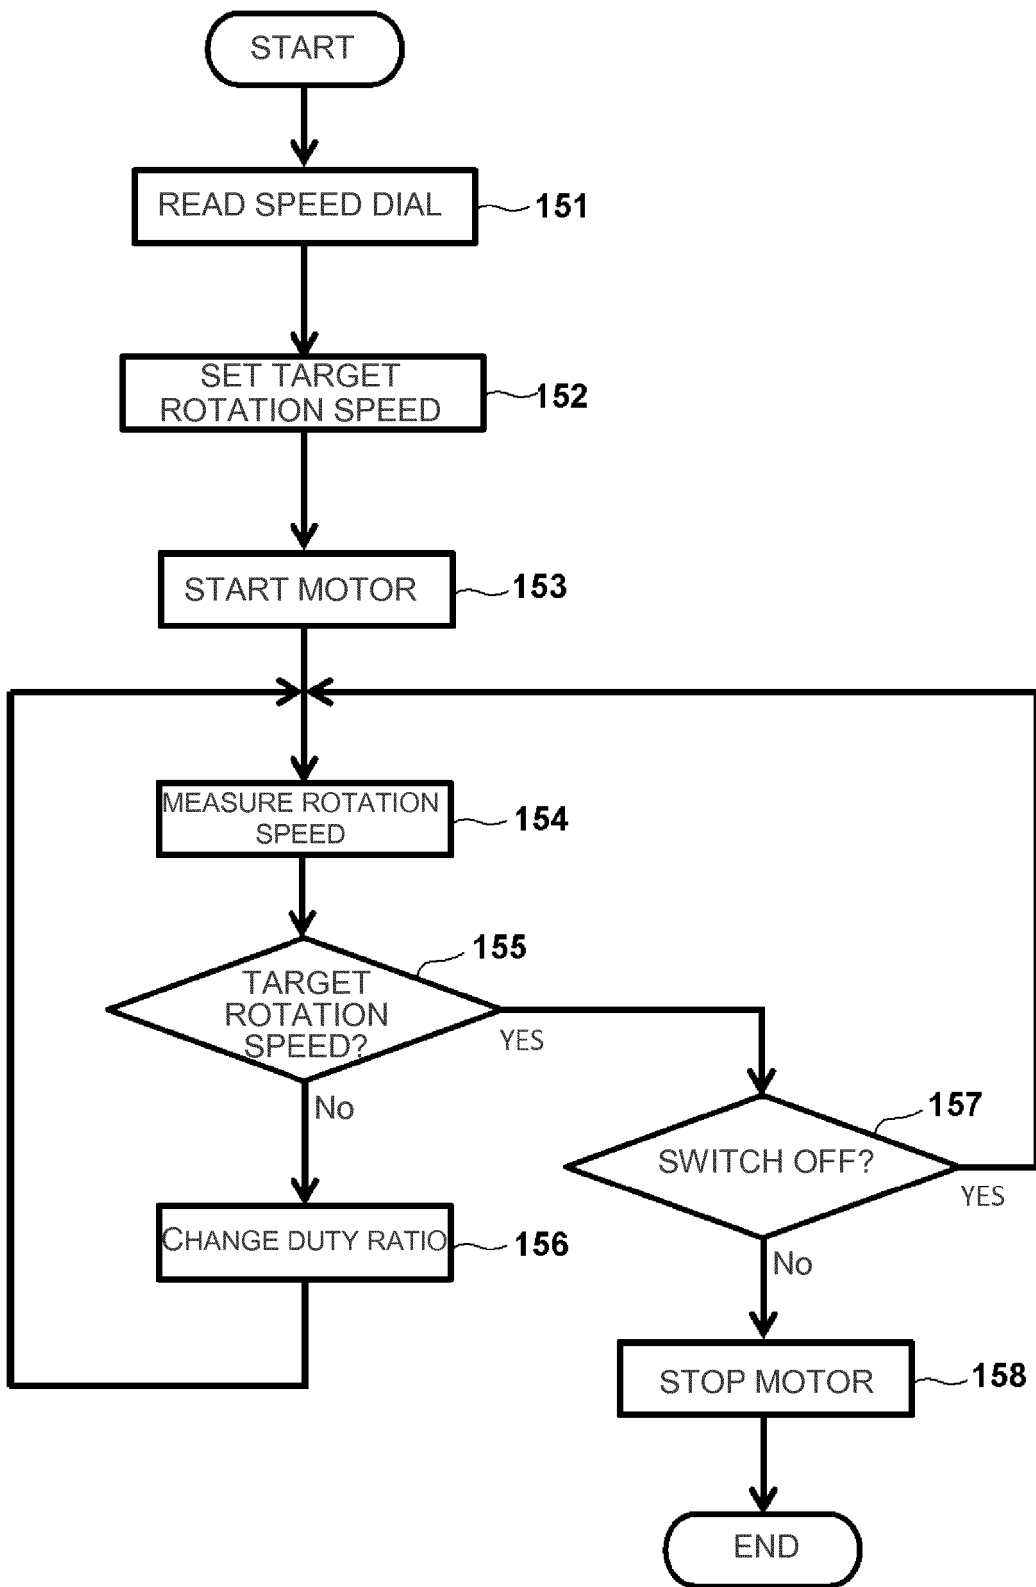 START
READ SPEED DIAL
151
SET TARGET
ROTATION SPEED
152
START MOTOR
153
MEASURE ROTATION
SPEED
154
155
TARGET
ROTATION
SPEED?
YES
No
157
SWITCH OFF?
YES
CHANGE DUTY RATIO
156
No
STOP MOTOR
158
END